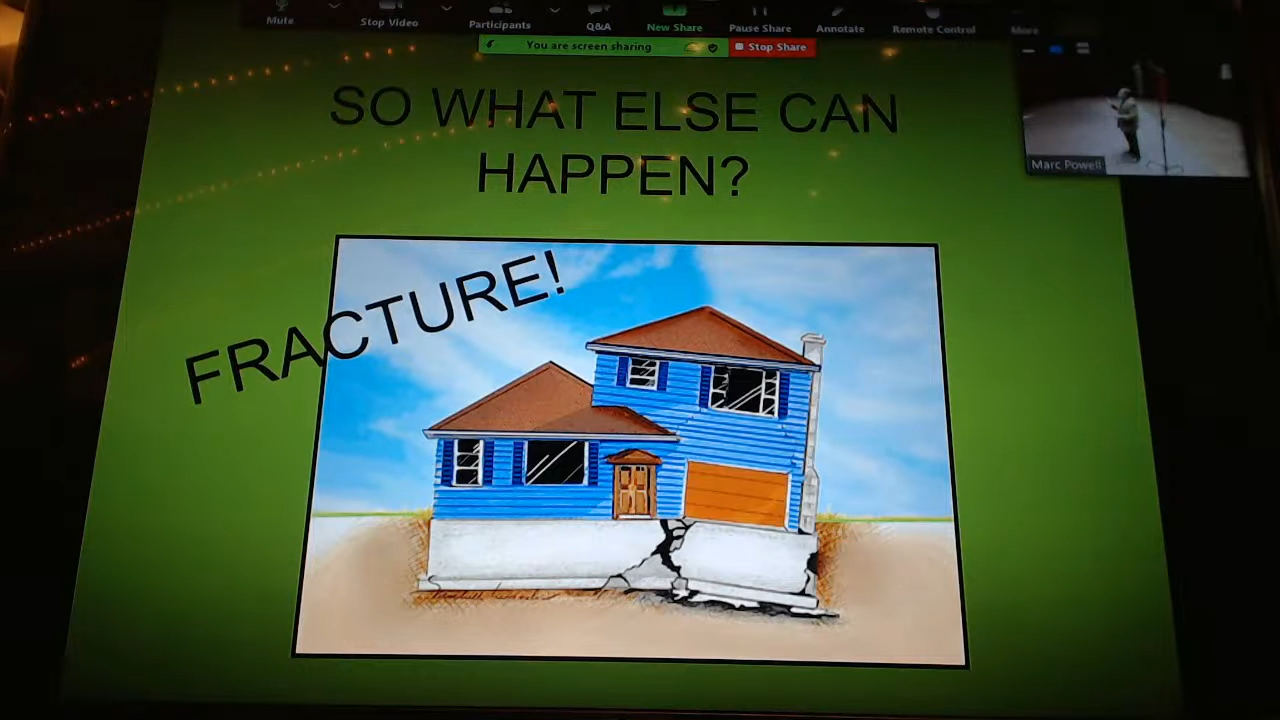 Mute
Stop Video
Participants
Q&A
New Share
Pause Share
Annotate
Remote Control
More
You are screen sharing
Stop Share
SO WHAT ELSE CAN
HAPPEN?
Marc Powell
FRACTURE!